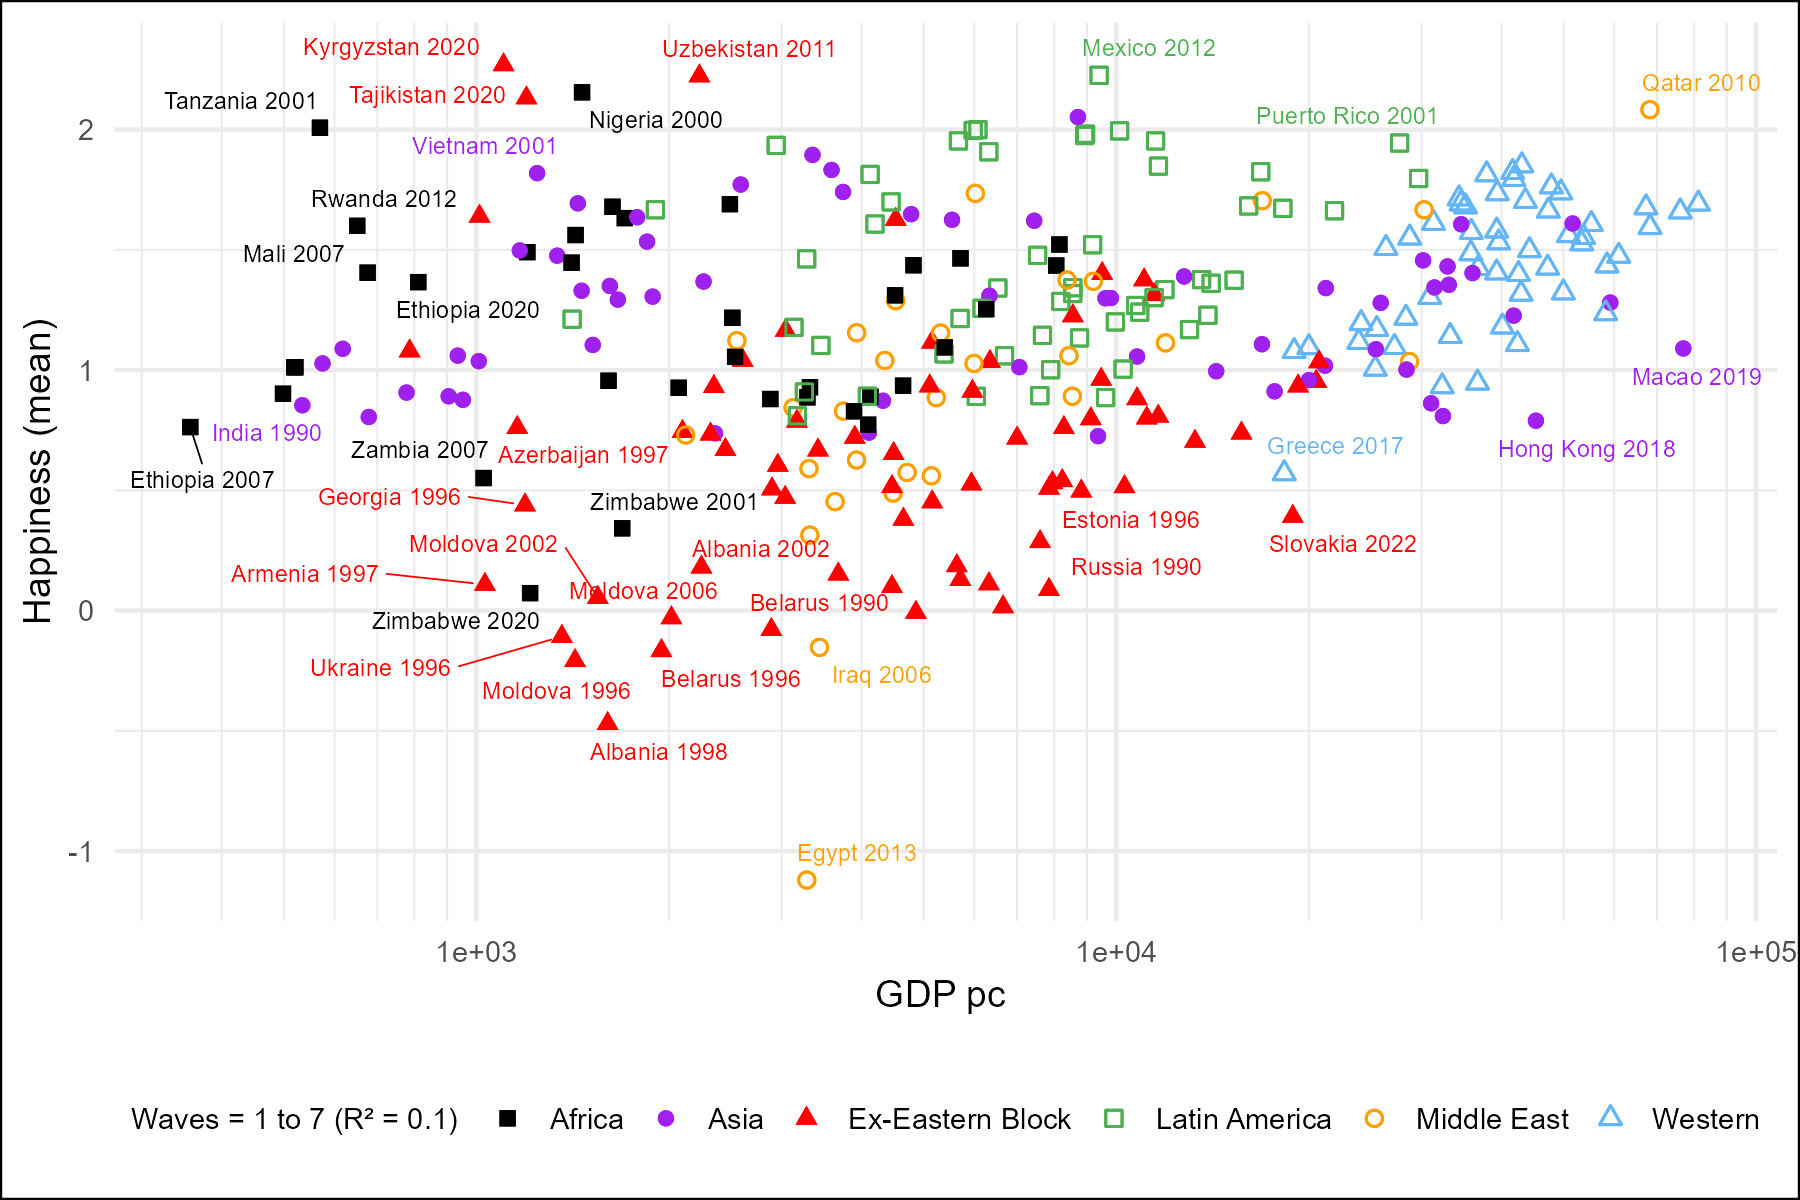 Kyrgyzstan 2020
Uzbekistan 2011
Mexico 2012
Qatar 2010
Tajikistan 2020
Tanzania 2001
Nigeria 2000
Puerto Rico 2001
2
Vietnam 2001
Rwanda 2012
Mali 2007
Ethiopia 2020
1
Macao 2019
India 1990
Zambia 2007
Azerbaijan 1997
Greece 2017
Hong Kong 2018
Ethiopia 2007
Georgia 1996
Zimbabwe 2001
Estonia 1996
Moldova 2002
Albania 2002
Slovakia 2022
Armenia 1997
Russia 1990
Moldova 2006
Belarus 1990
0
Zimbabwe 2020
Ukraine 1996
Belarus 1996
Iraq 2006
Moldova 1996
Albania 1998
Egypt 2013
-1
Happiness (mean)
1e+03
1e+04
1e+05
GDP pc
Waves = 1 to 7 (R² = 0.1) Africa Asia Ex-Eastern Block Latin America Middle East Western